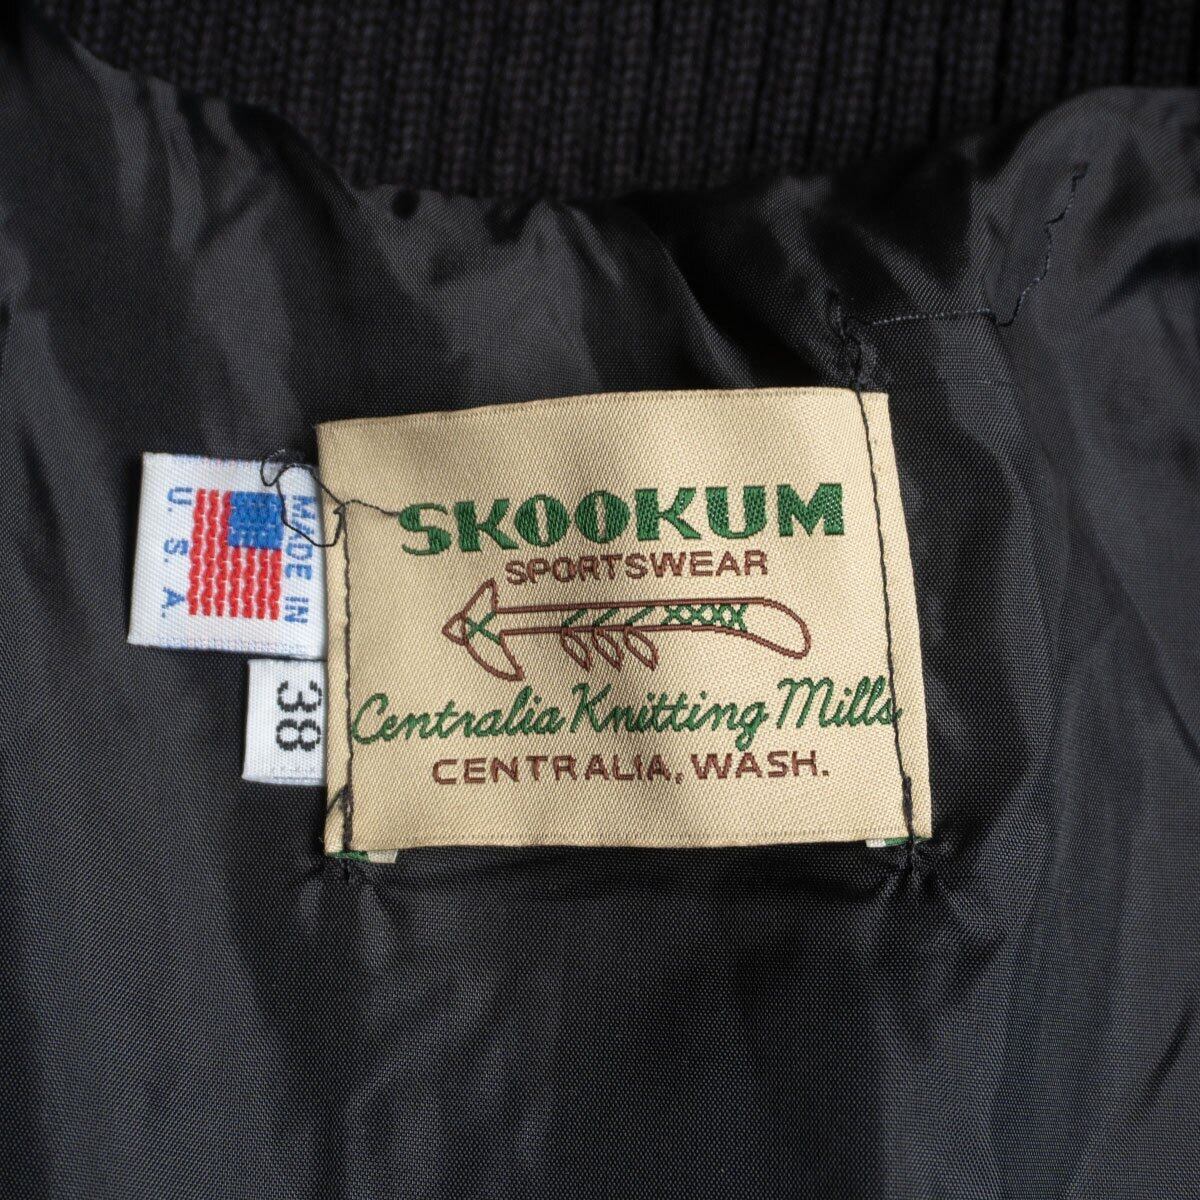 SKOOKUM
SPORTSWEAR
Centralia Knitting Mills
CENTRALIA, WASH.
MADE IN
U. S. A.
38